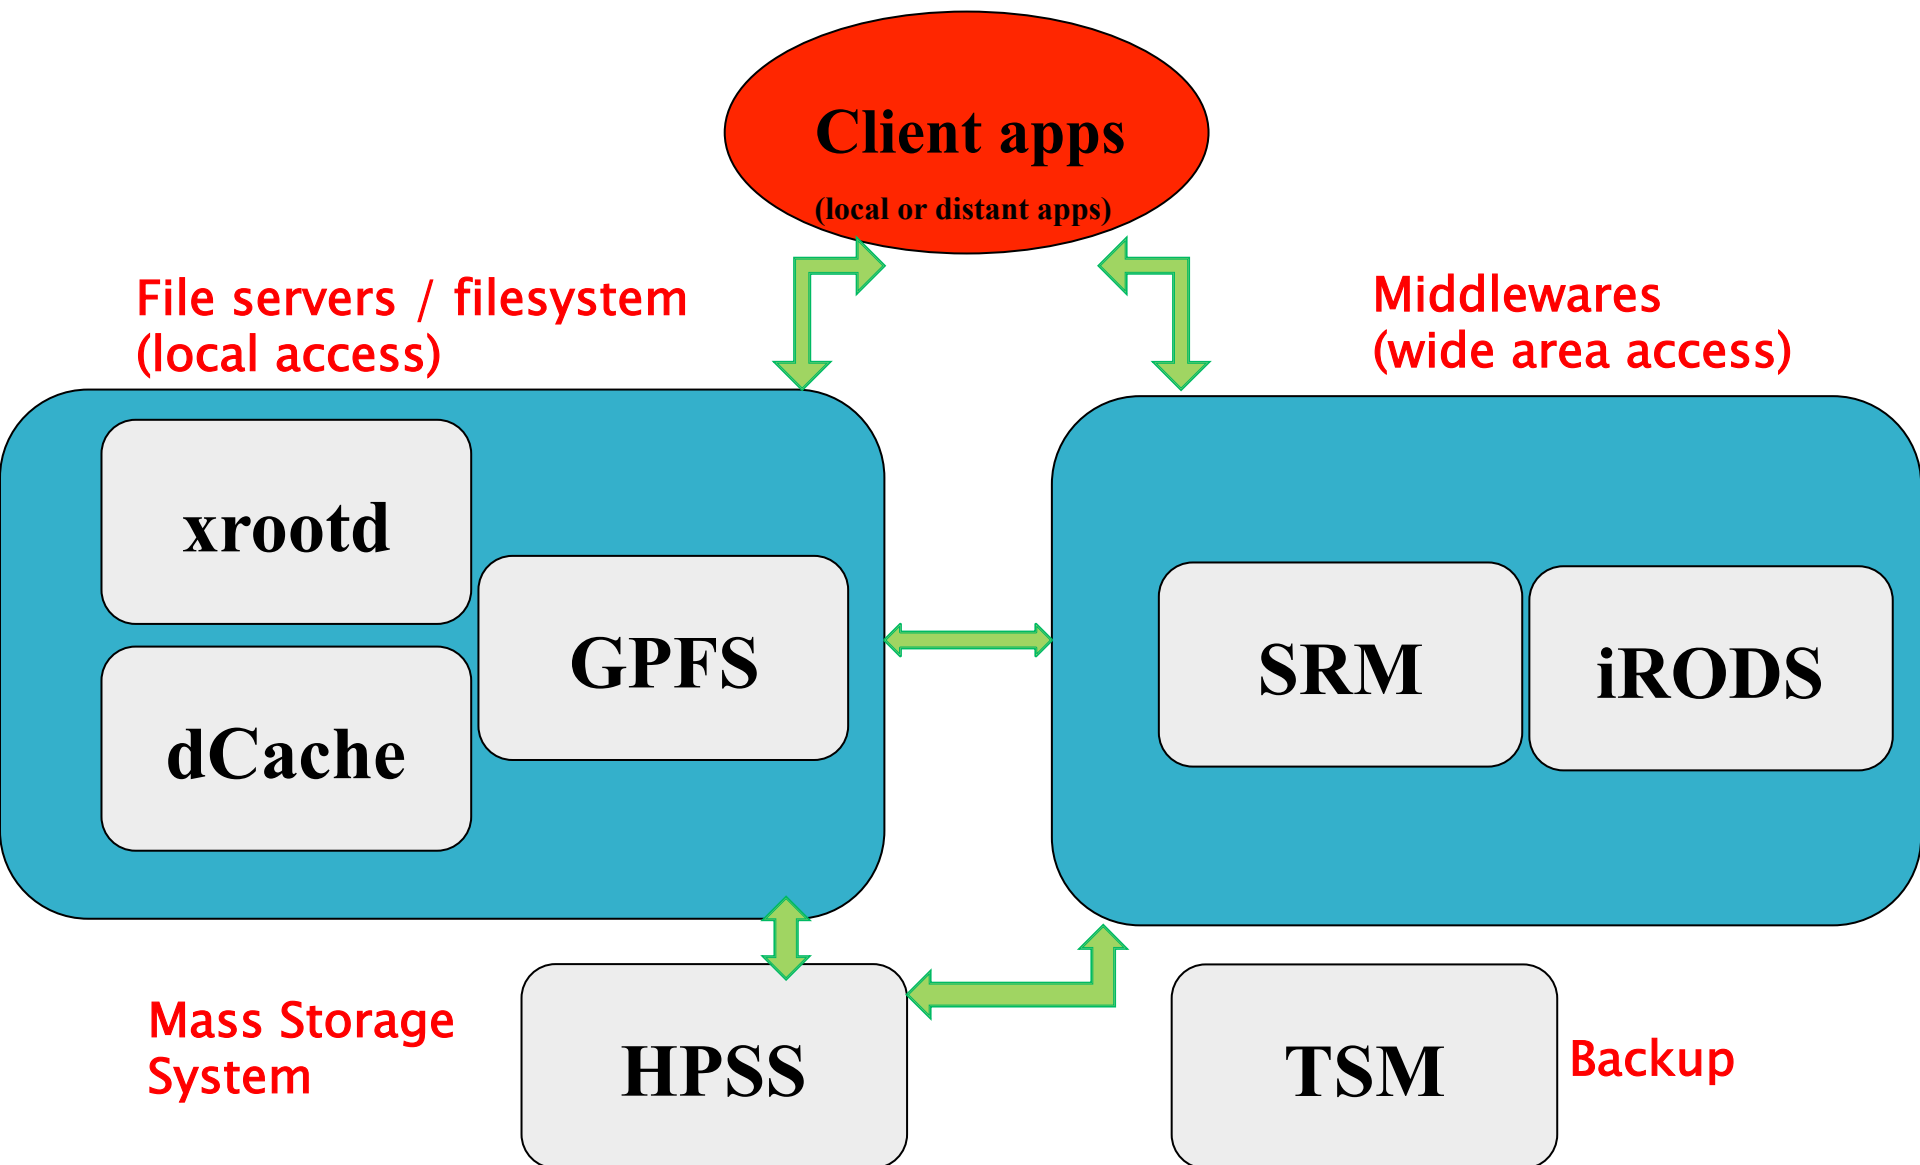 Client apps
(local or distant apps)
File servers / filesystem
(local access)
Middlewares
(wide area access)
xrootd
GPFS
dCache
SRM
iRODS
Mass Storage
System
HPSS
TSM
Backup